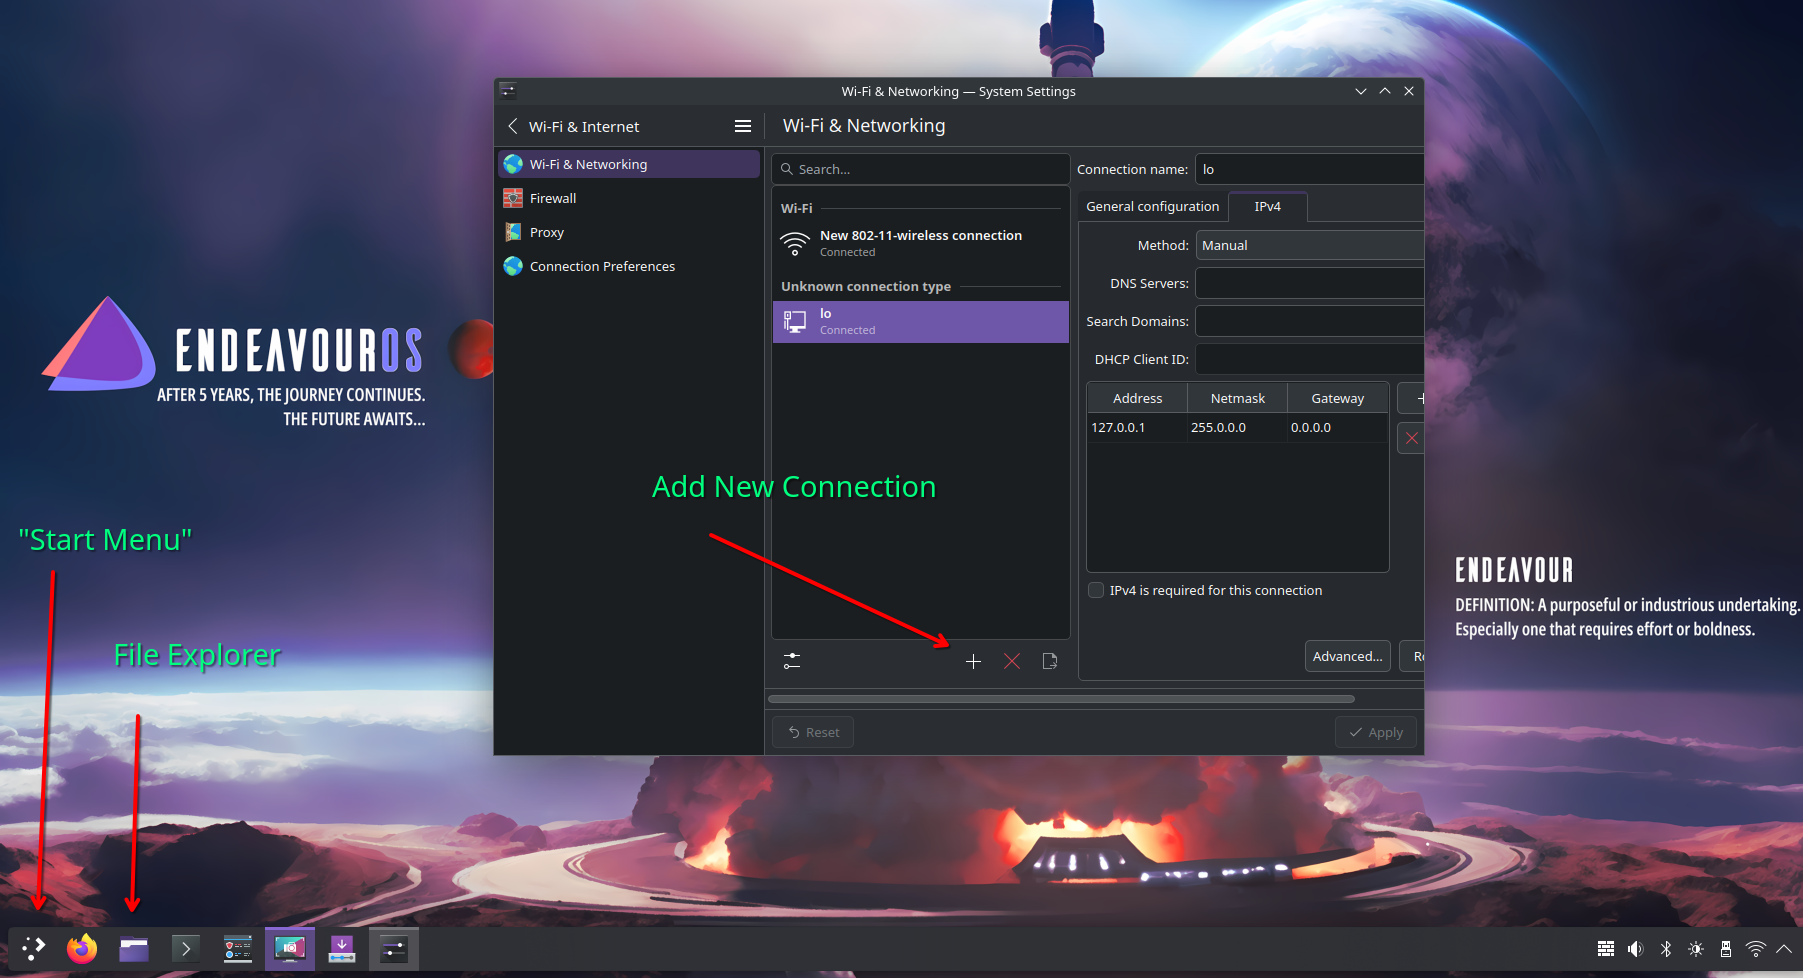 Wi-Fi & Networking — System Settings
Wi-Fi & Internet
Wi-Fi & Networking
Wi-Fi & Networking
Firewall
Proxy
Connection Preferences
Search...
Wi-Fi
New 802-11-wireless connection
Connected
Unknown connection type
lo
Connected
Connection name: lo
General configuration IPv4
Method: Manual
DNS Servers:
Search Domains:
DHCP Client ID:
Address Netmask Gateway
127.0.0.1 255.0.0.0 0.0.0.0
IPv4 is required for this connection
Advanced...
Reset
Apply
ENDEAVOUROS
AFTER 5 YEARS, THE JOURNEY CONTINUES.
THE FUTURE AWAITS...
Add New Connection
"Start Menu"
File Explorer
ENDEAVOUR
DEFINITION: A purposeful or industrious undertaking.
Especially one that requires effort or boldness.